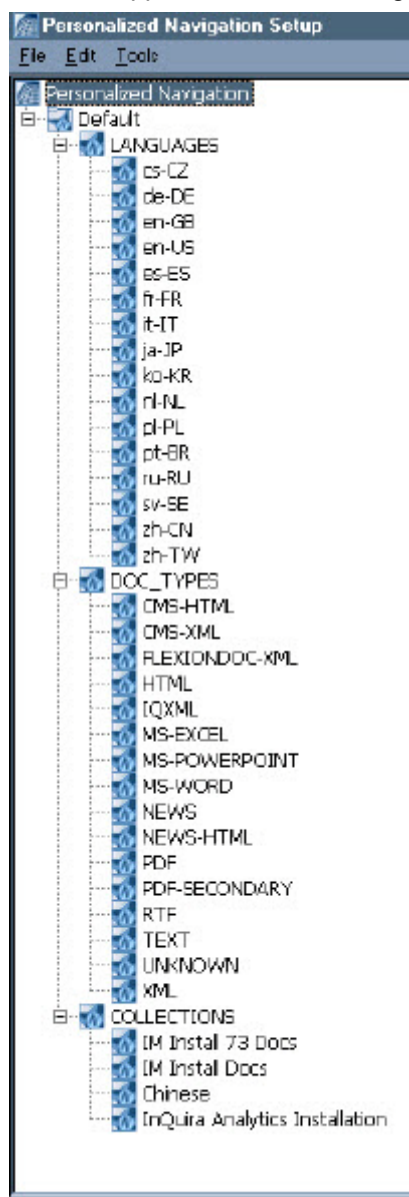 Personalized Navigation Setup
File Edit Tools
Personalized Navigation
Default
LANGUAGES
cs-CZ
de-DE
en-GB
en-US
es-ES
fr-FR
it-IT
ja-JP
ko-KR
nl-NL
pl-PL
pt-BR
ru-RU
sv-SE
zh-CN
zh-TW
DOC_TYPES
CMS-HTML
CMS-XML
FLEXIONDOC-XML
HTML
IQXML
MS-EXCEL
MS-POWERPOINT
MS-WORD
NEWS
NEWS-HTML
PDF
PDF-SECONDARY
RTF
TEXT
UNKNOWN
XML
COLLECTIONS
IM Install 73 Docs
IM Install Docs
Chinese
InQuira Analytics Installation